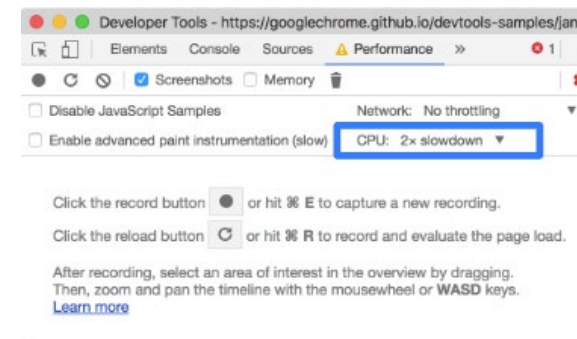 Developer Tools - https://googlechrome.github.io/devtools-samples/jan
Elements Console Sources Performance » 1
Screenshots Memory
Disable JavaScript Samples Network: No throttling ▼
Enable advanced paint instrumentation (slow) CPU: 2× slowdown ▼
Click the record button or hit ⌘ E to capture a new recording.
Click the reload button or hit ⌘ R to record and evaluate the page load.
After recording, select an area of interest in the overview by dragging.
Then, zoom and pan the timeline with the mousewheel or WASD keys.
Learn more